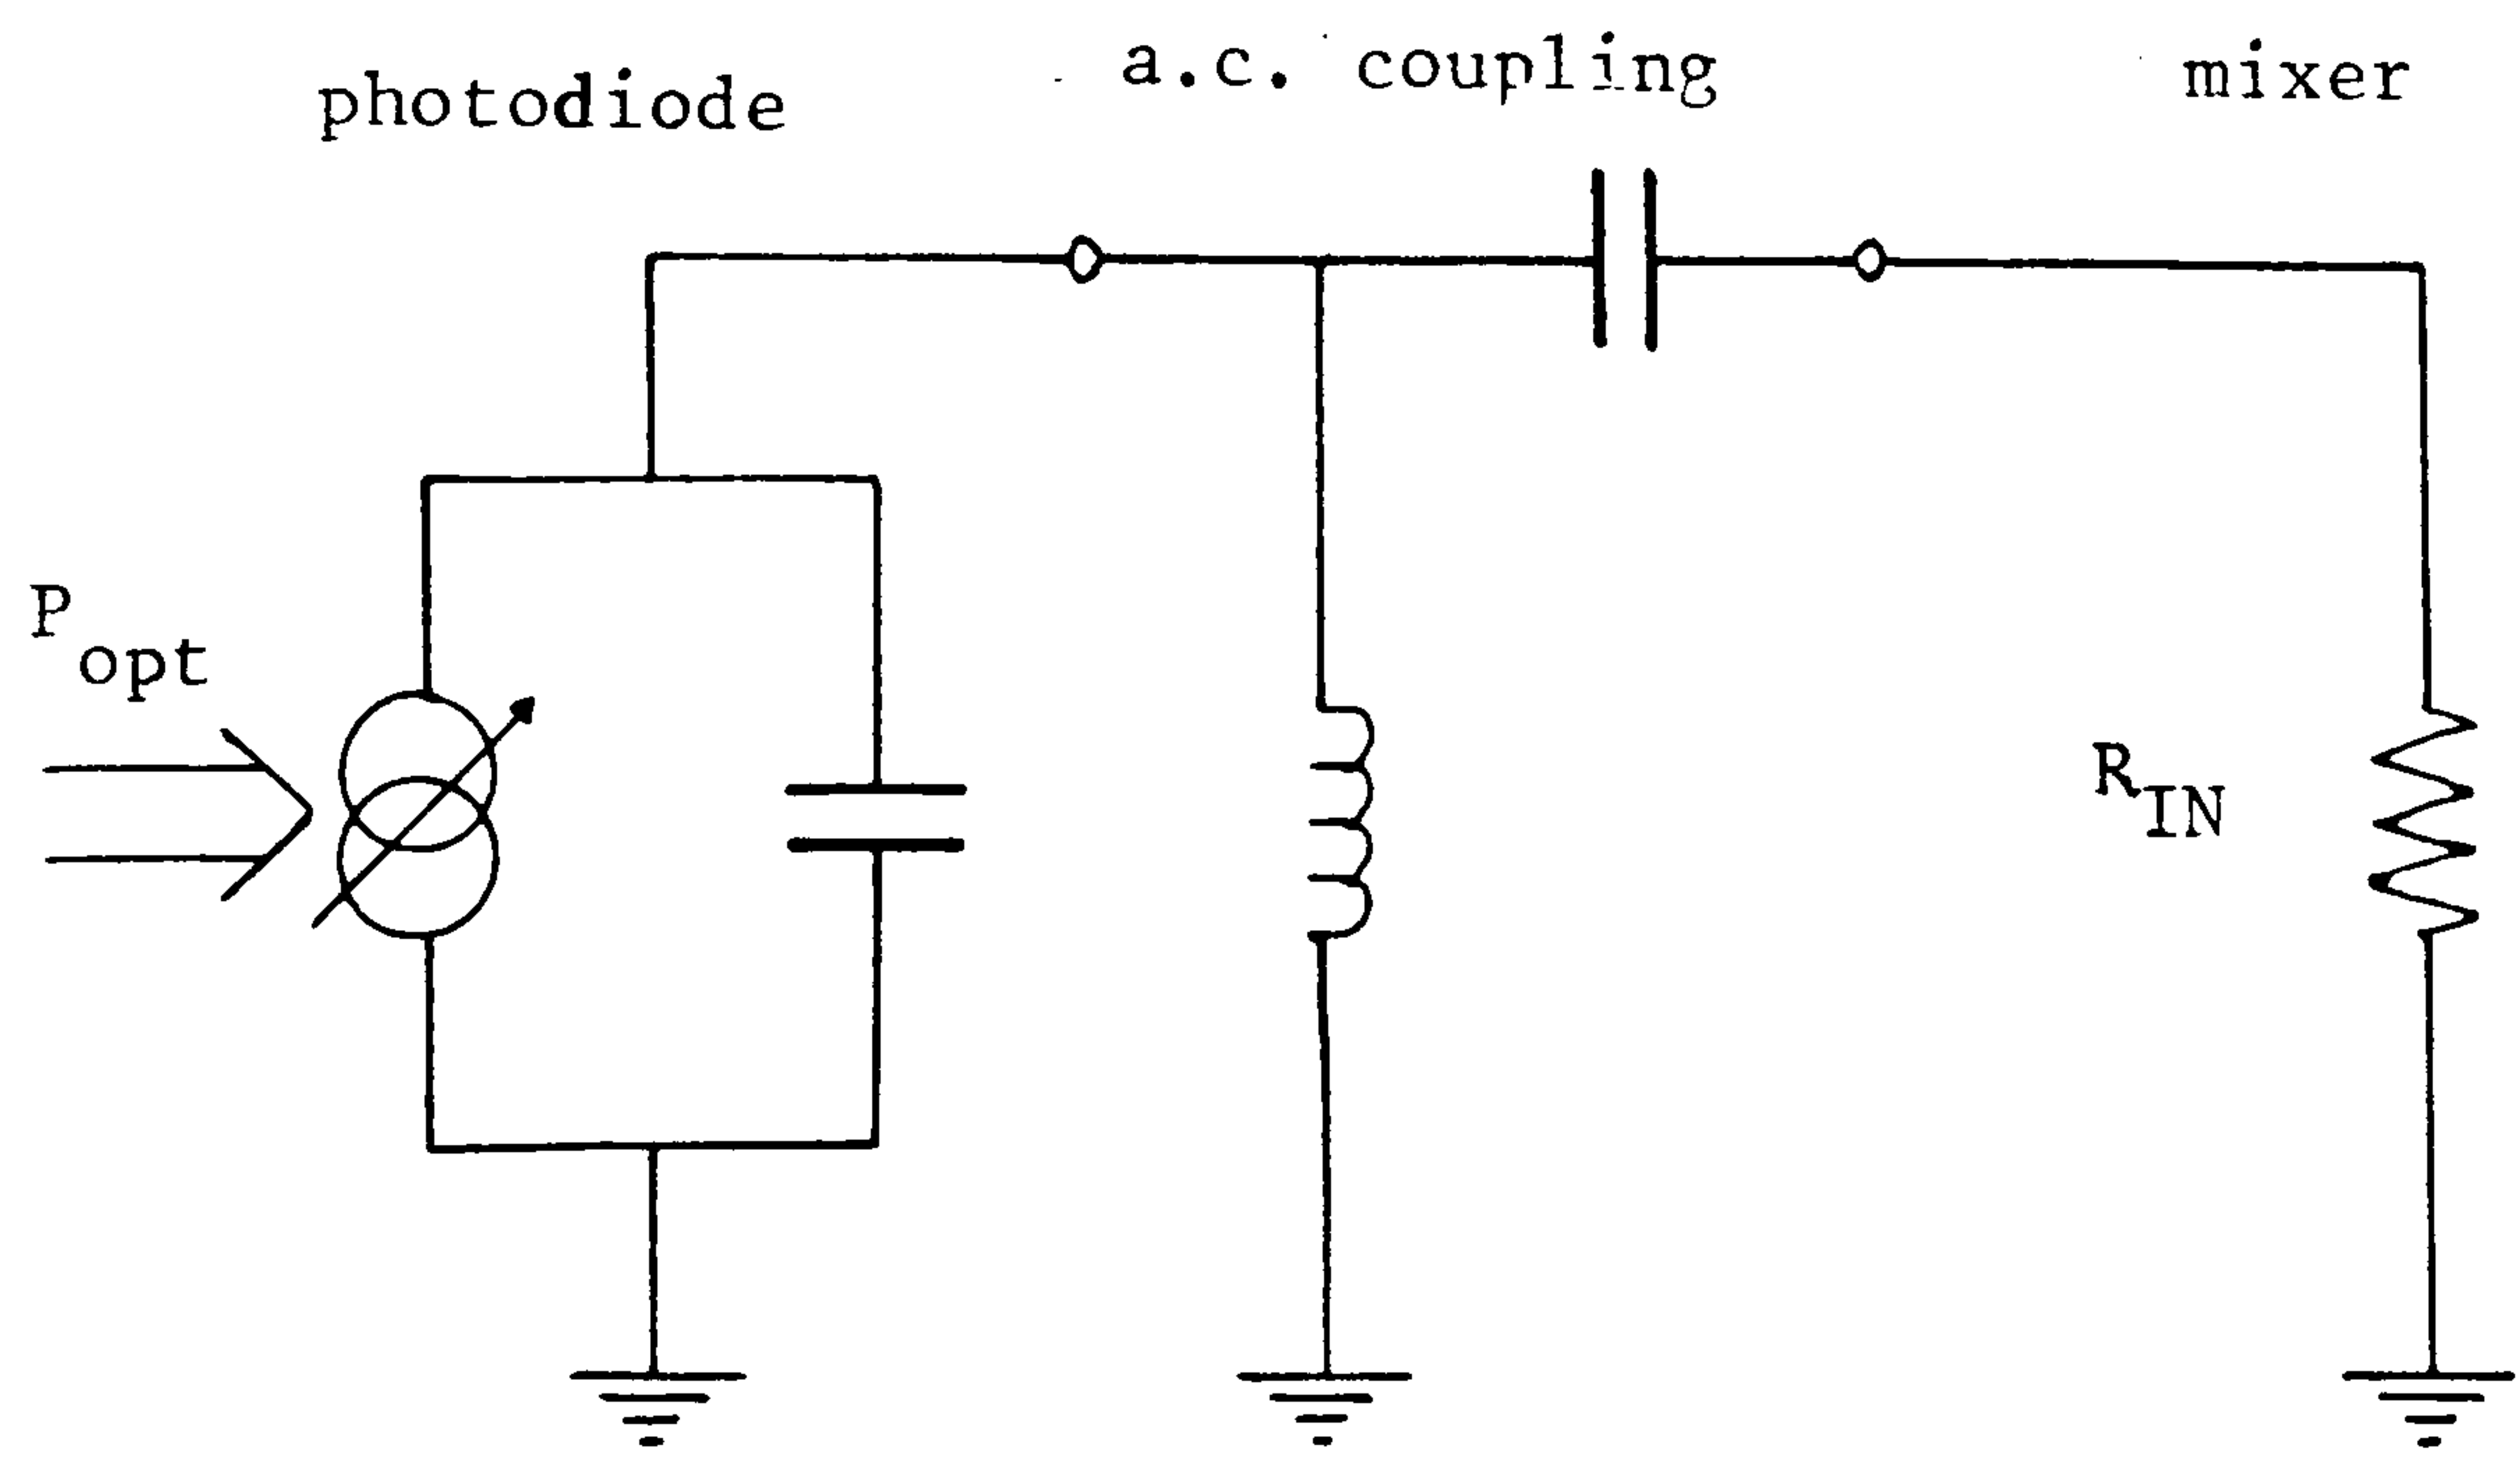 photodiode
a.c. coupling
mixer
P_opt
R_IN